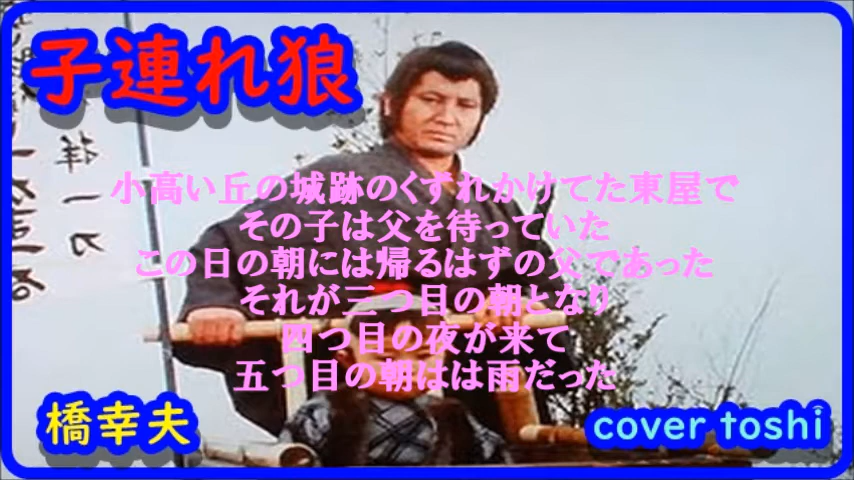 子連れ狼
拝一刀
小高い丘の城跡のくずれかけてた東屋で
その子は父を待っていた
この日の朝には帰るはずの父であった
それが三つ目の朝となり
四つ目の夜が来て
五つ目の朝はは雨だった
橋幸夫
cover toshi